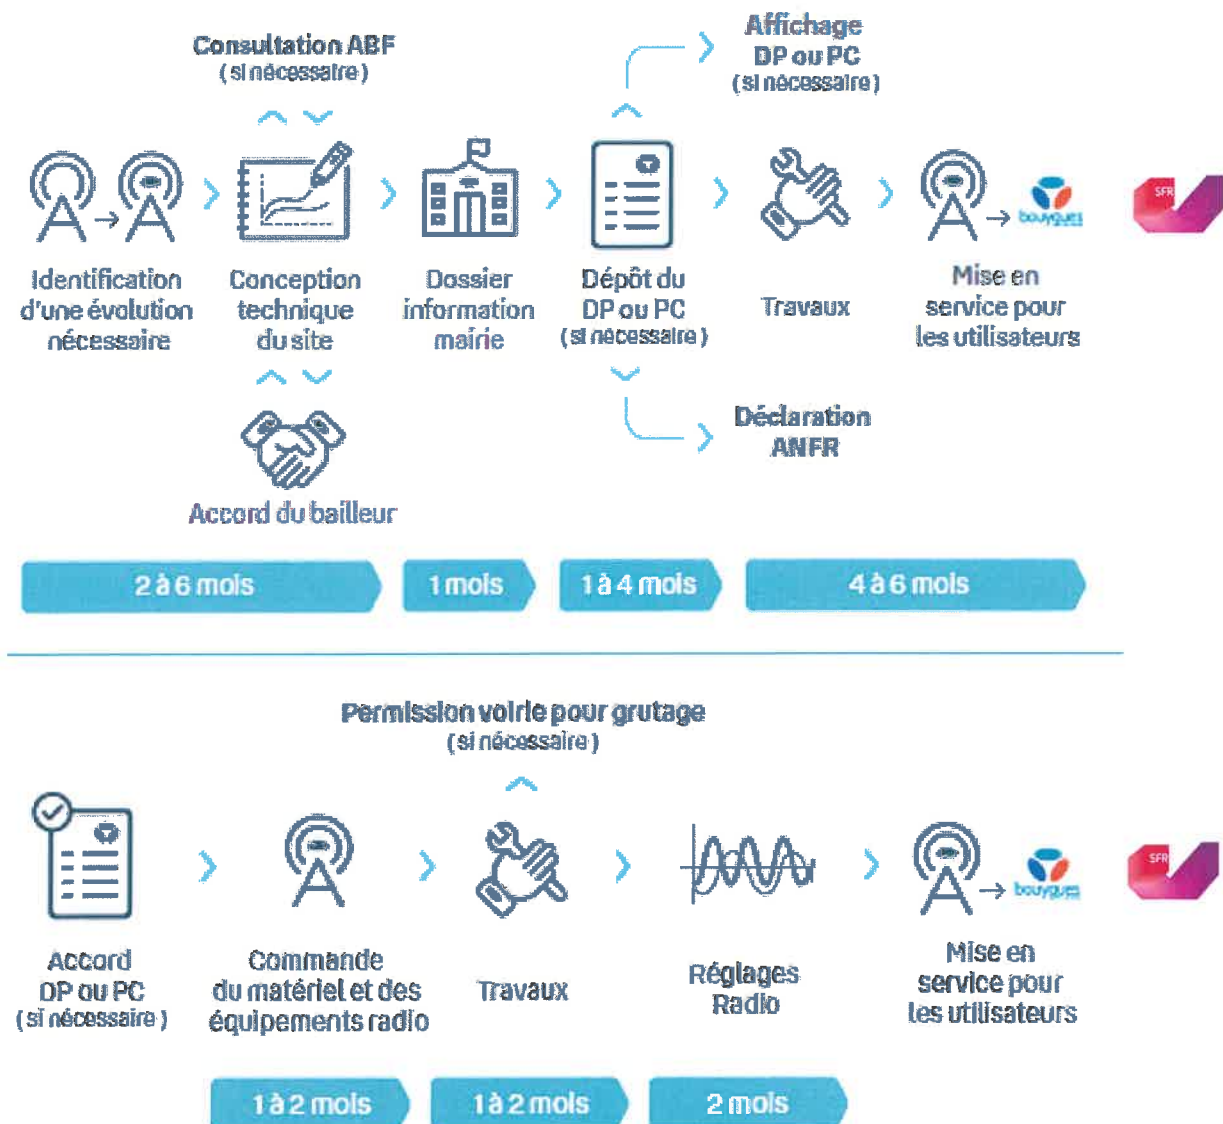 Consultation ABF
(si nécessaire)
Affichage
DP ou PC
(si nécessaire)
Identification
d'une évolution
nécessaire
Conception
technique
du site
Dossier
information
mairie
Dépôt du
DP ou PC
(si nécessaire)
Travaux
bouygues
SFR
Mise en
service pour
les utilisateurs
Déclaration
ANFR
Accord du bailleur
2 à 6 mois
1 mois
1 à 4 mois
4 à 6 mois
Permission voirie pour grutage
(si nécessaire)
Accord
DP ou PC
(si nécessaire)
Commande
du matériel et des
équipements radio
Travaux
Réglages
Radio
bouygues
SFR
Mise en
service pour
les utilisateurs
1 à 2 mois
1 à 2 mois
2 mois